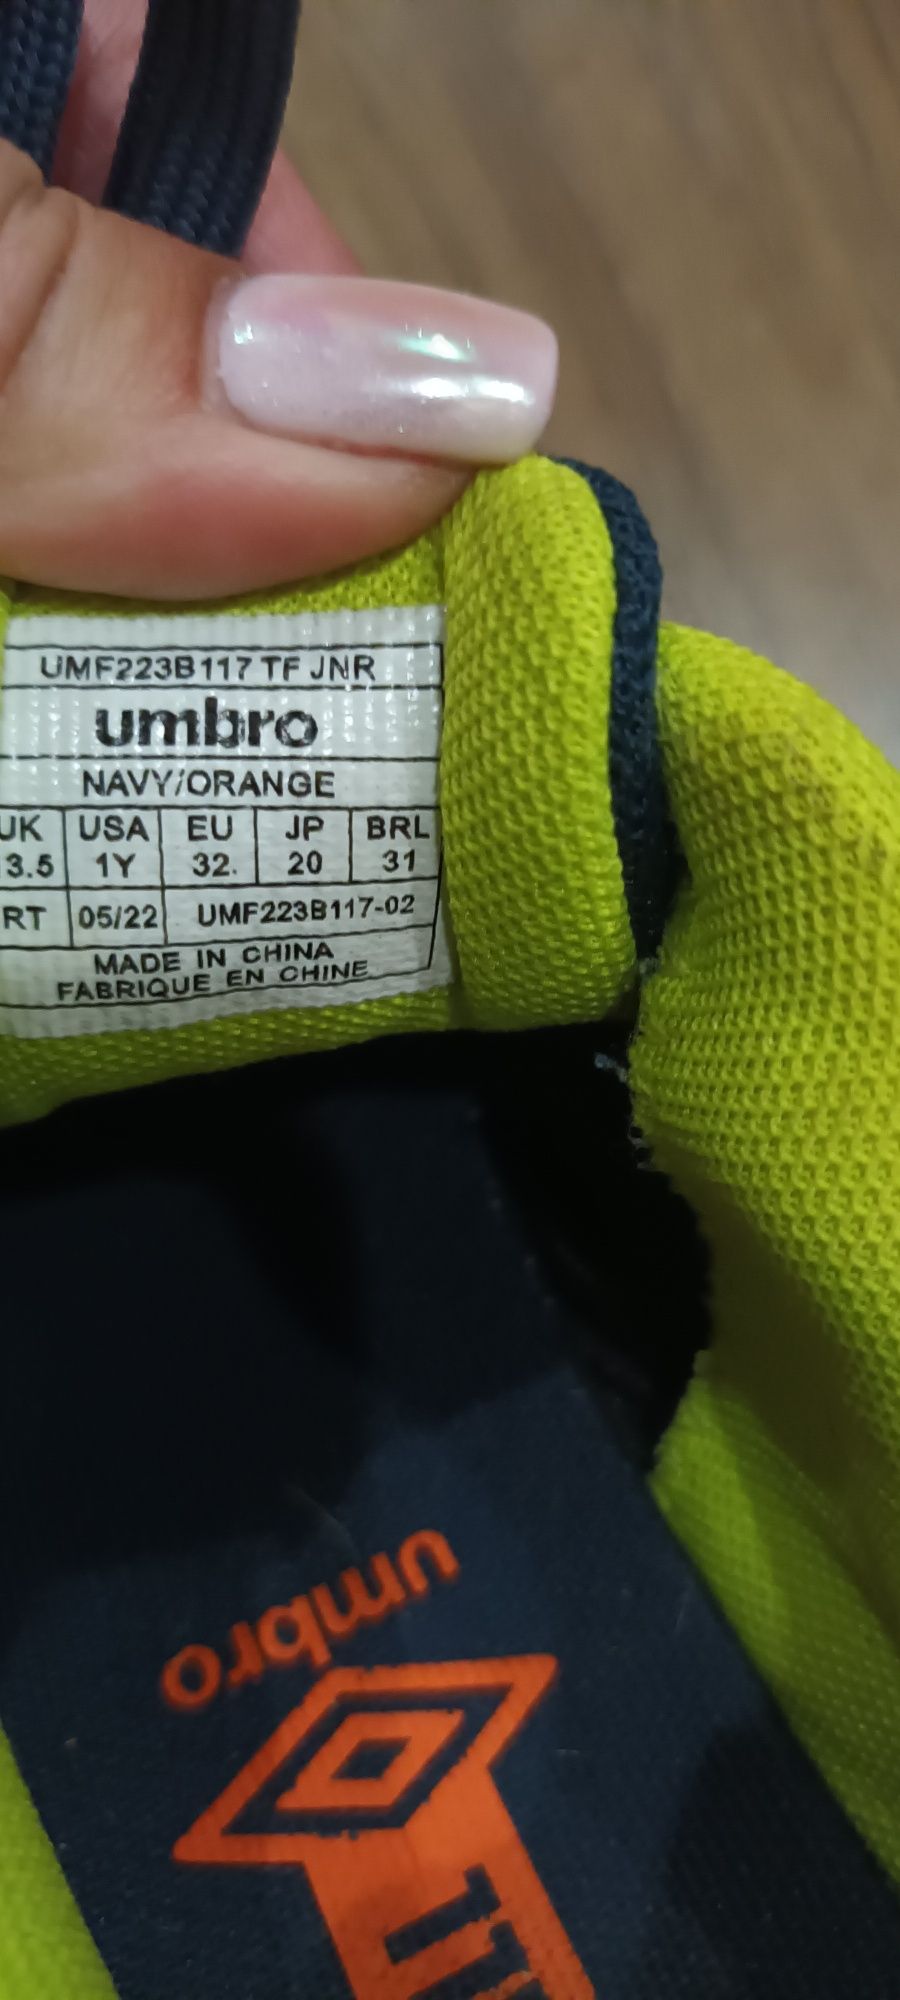 UMF223B117 TF JNR
umbro
NAVY/ORANGE
UK USA EU JP BRL
3.5 1Y 32. 20 31
RT 05/22 UMF223B117-02
MADE IN CHINA
FABRIQUE EN CHINE
umbro